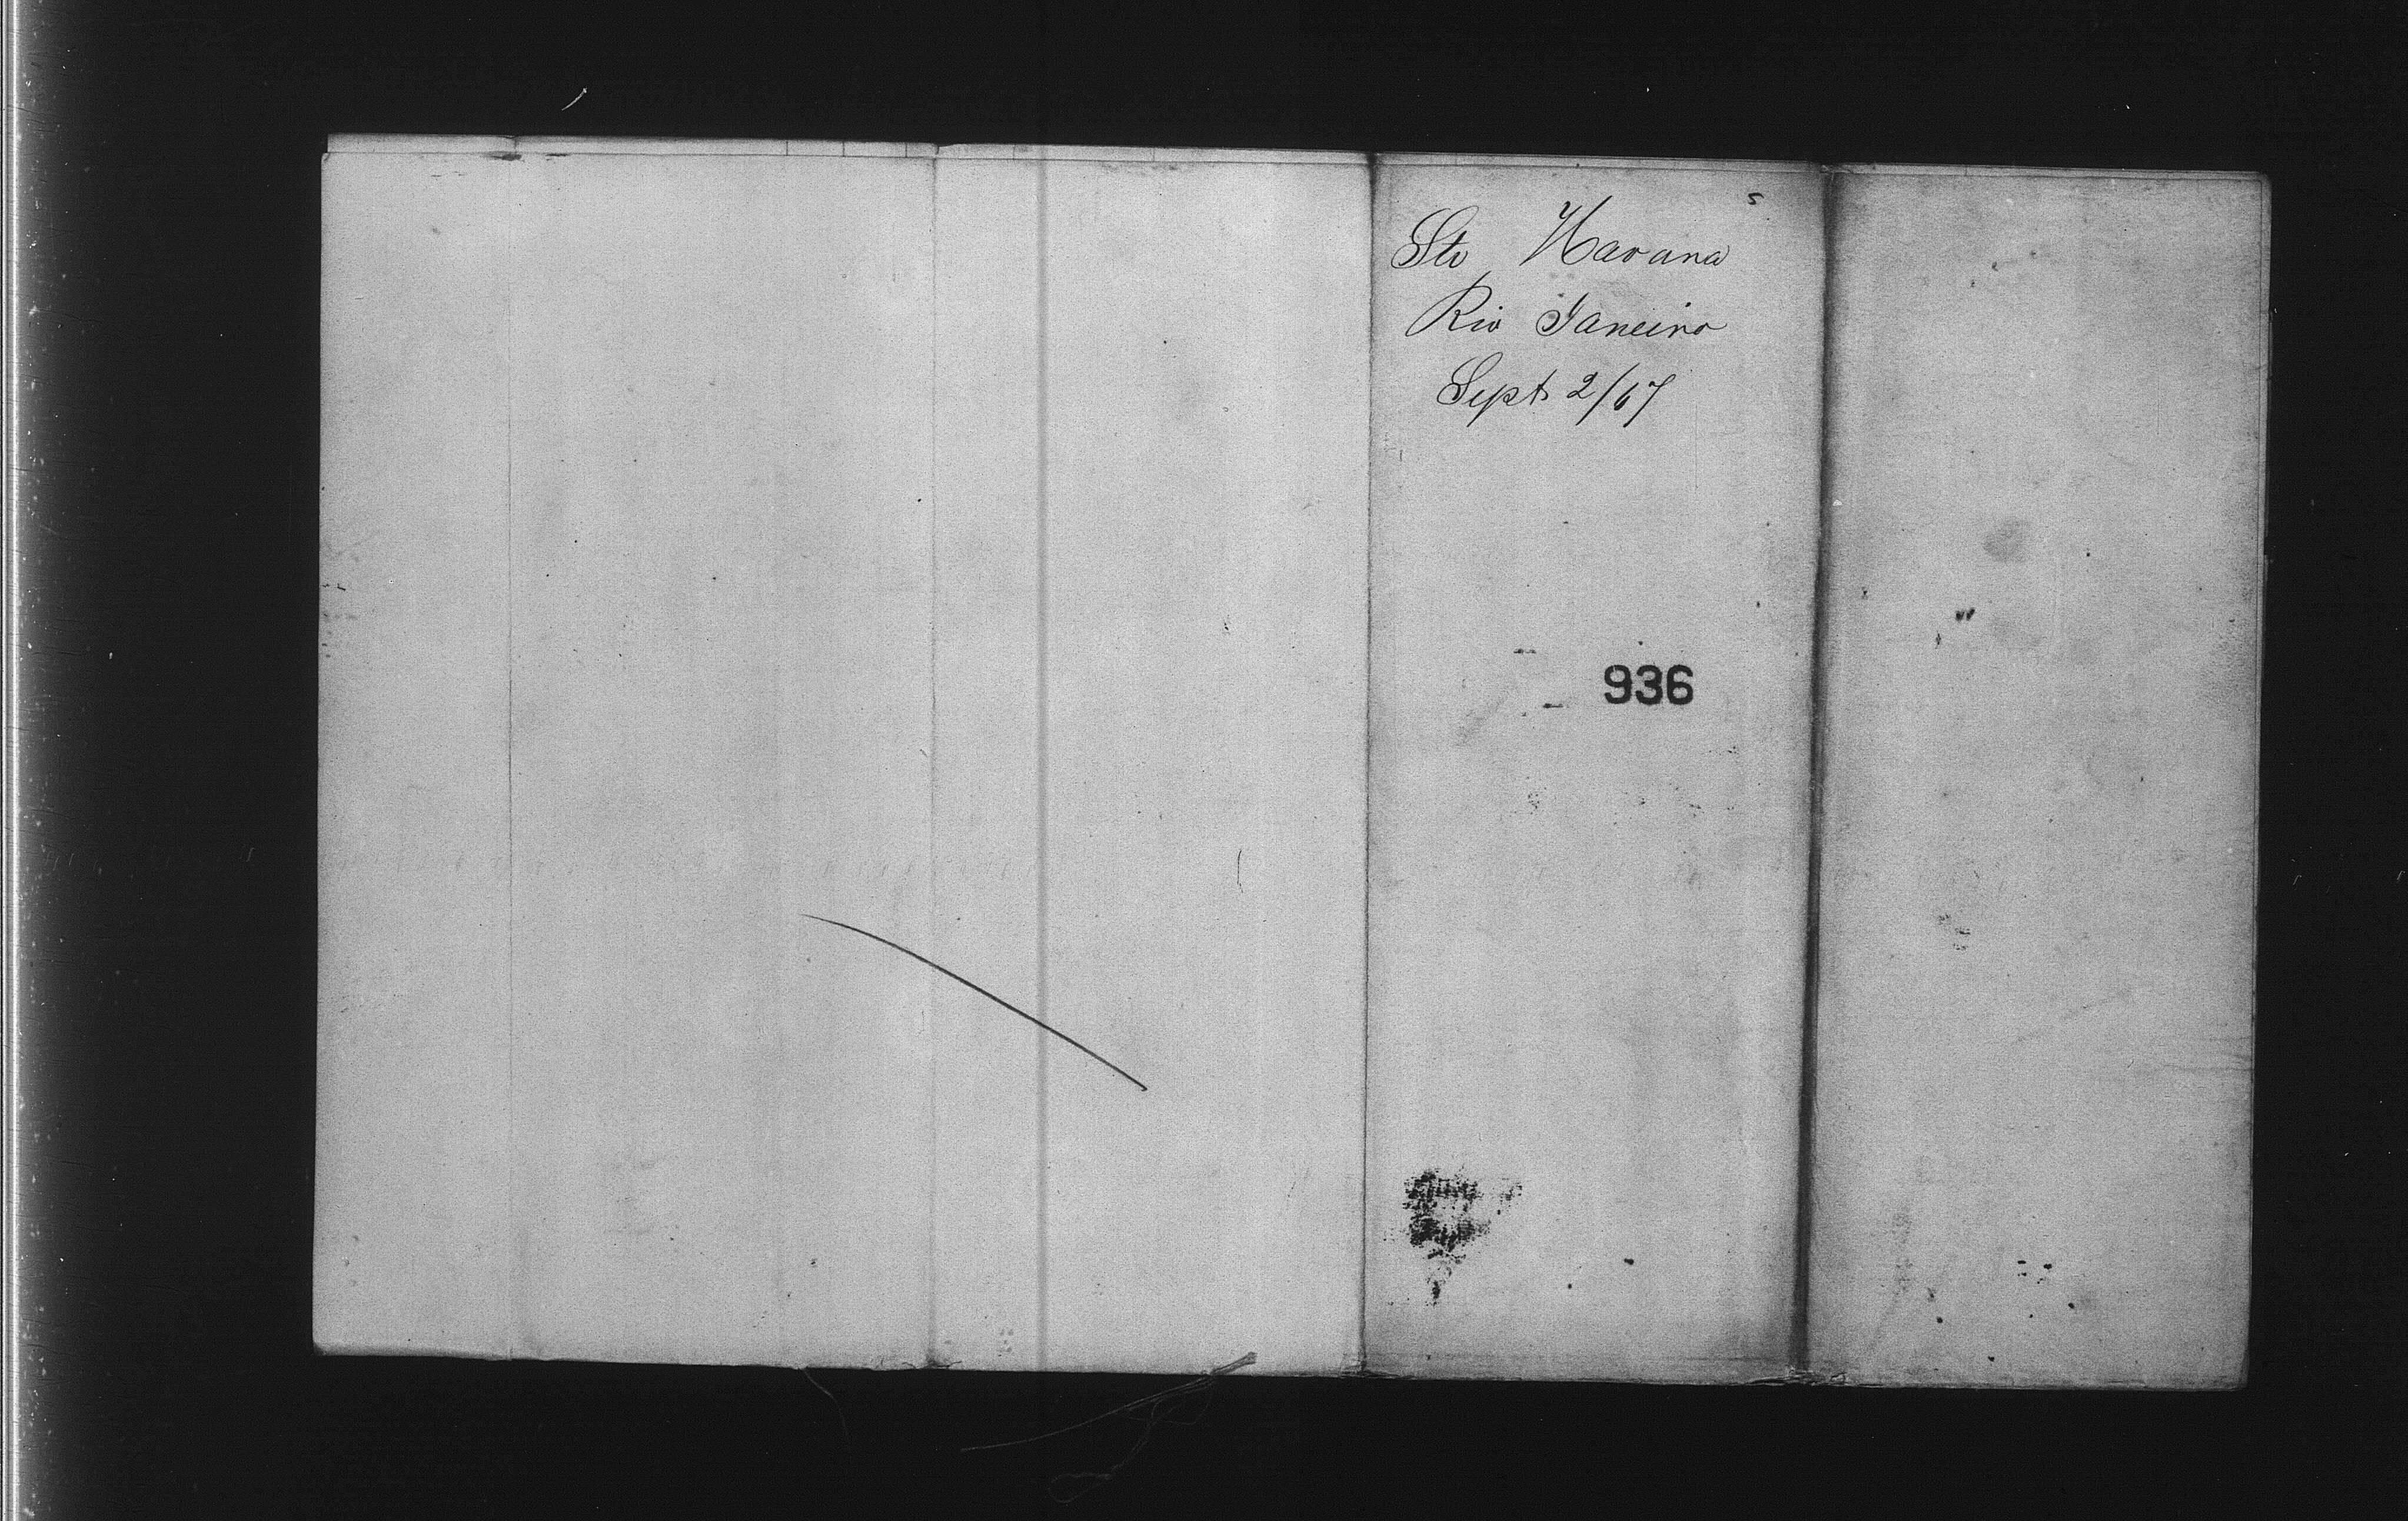 Str Havana
Rio Janeiro
Sept 2/67
936